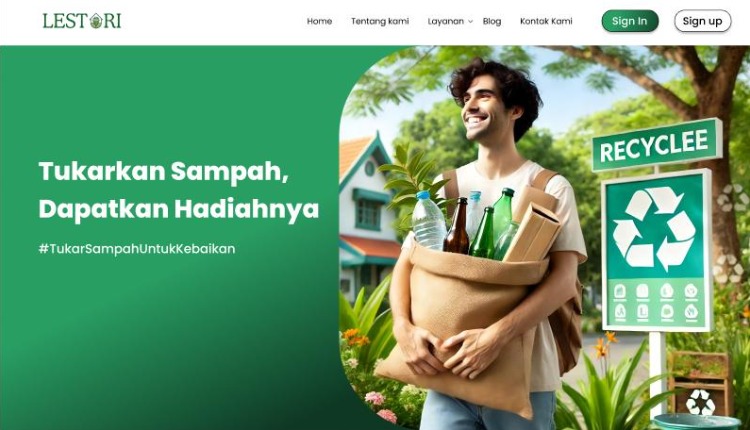 LESTARI
Home
Tentang kami
Layanan
Blog
Kontak Kami
Sign In
Sign up
Tukarkan Sampah,
Dapatkan Hadiahnya
#TukarSampahUntukKebaikan
RECYCLEE